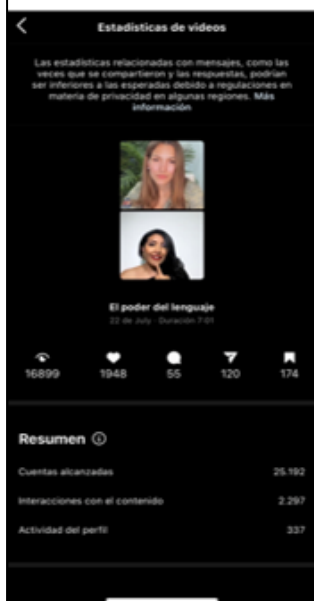 Estadísticas de videos
Las estadísticas relacionadas con mensajes, como las
veces que se compartieron y las respuestas, podrían
ser inferiores a las esperadas debido a regulaciones en
materia de privacidad en algunas regiones. Más
información
El poder del lenguaje
22 de July · Duración 7:01
16899 1948 55 120 174
Resumen
Cuentas alcanzadas 25.192
Interacciones con el contenido 2.297
Actividad del perfil 337